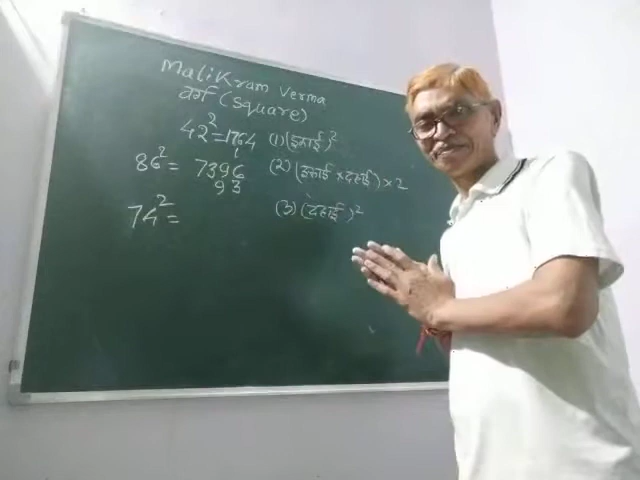 Malikram Verma
वर्ग (square)
42²=1764 (1) (इकाई)²
1
86²= 7396 (2) (इकाई × दहाई) × 2
93
74²= (3) (दहाई)²